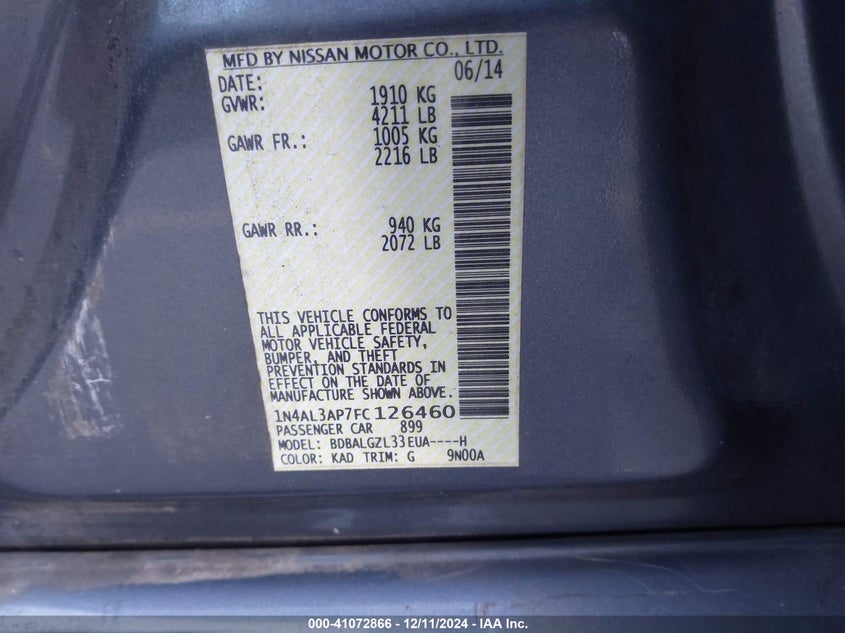 MFD BY NISSAN MOTOR CO., LTD.
DATE: 06/14
GVWR: 1910 KG
4211 LB
GAWR FR.: 1005 KG
2216 LB
GAWR RR.: 940 KG
2072 LB
THIS VEHICLE CONFORMS TO
ALL APPLICABLE FEDERAL
MOTOR VEHICLE SAFETY,
BUMPER, AND THEFT
PREVENTION STANDARDS IN
EFFECT ON THE DATE OF
MANUFACTURE SHOWN ABOVE.
1N4AL3AP7FC126460
PASSENGER CAR 899
MODEL: BDBALGZL33EUA----H
COLOR: KAD TRIM: G 9N00A
000-41072866 - 12/11/2024 - IAA Inc.